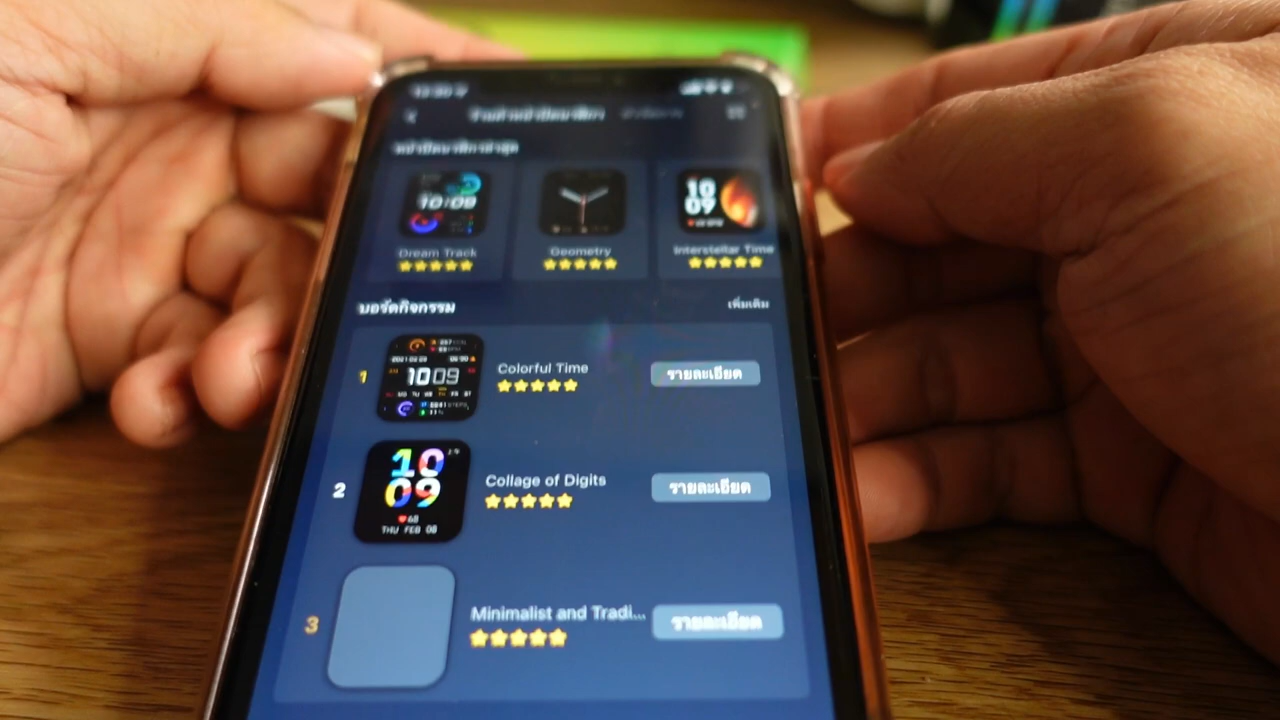 หน้าปัดนาฬิกาล่าสุด
10:09
10
09
Dream Track
Geometry
Interstellar Time
บอร์ดกิจกรรม
เพิ่มเติม
1
10 09
Colorful Time
รายละเอียด
2
10
09
68
THU FEB 08
Collage of Digits
รายละเอียด
3
Minimalist and Tradi...
รายละเอียด